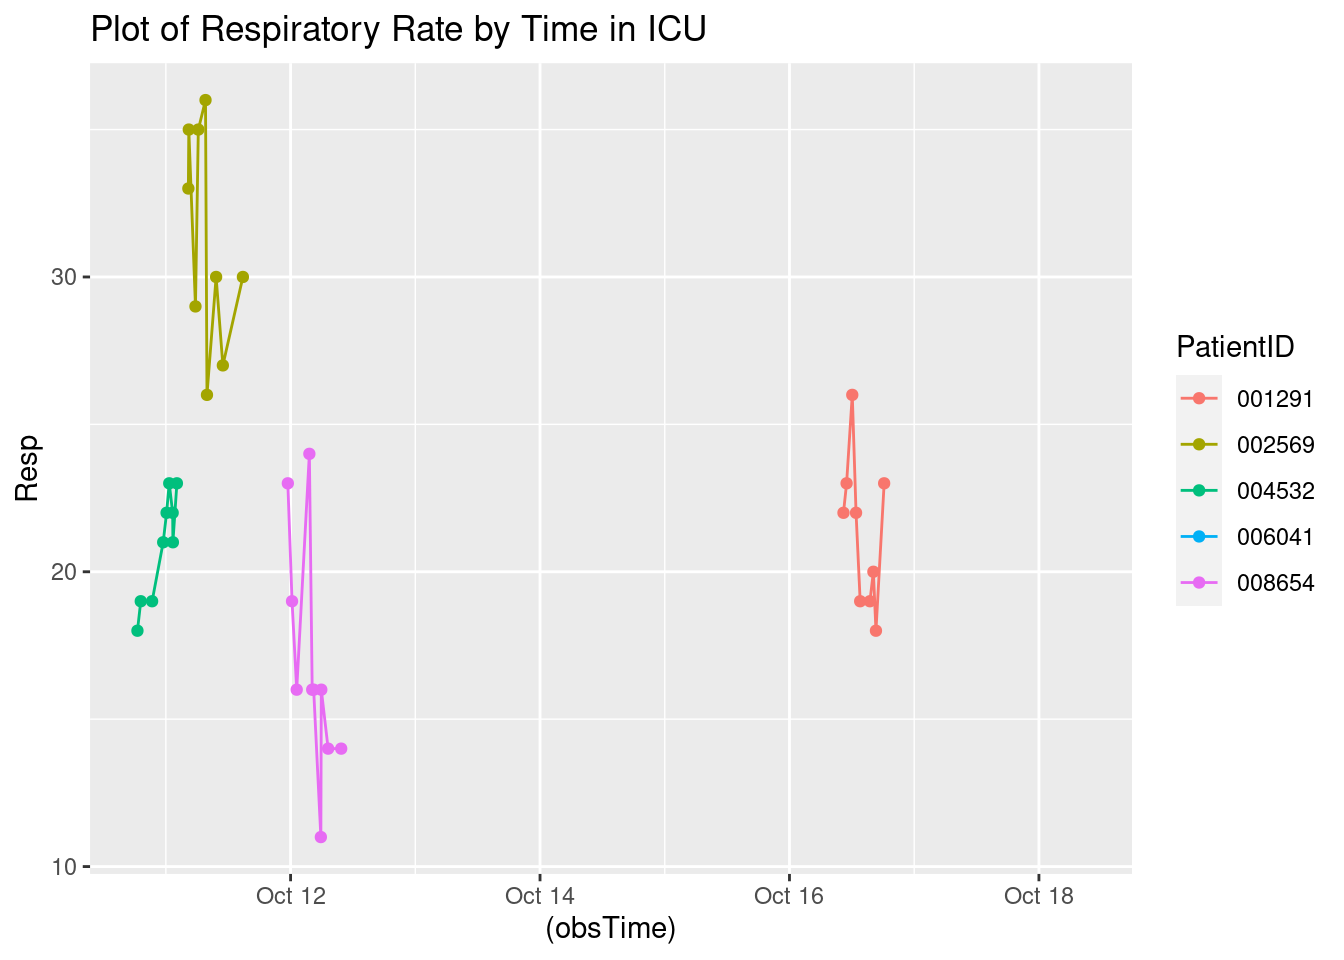 Plot of Respiratory Rate by Time in ICU
Resp
30
20
10
Oct 12
Oct 14
Oct 16
Oct 18
(obsTime)
PatientID
001291
002569
004532
006041
008654